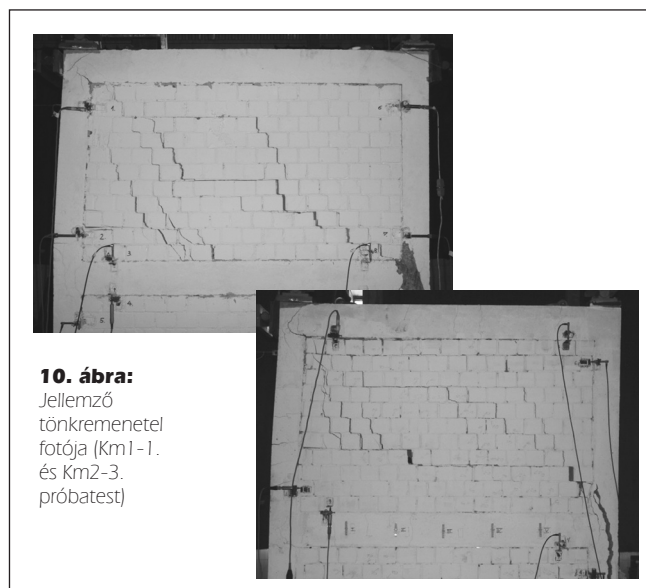 10. ábra:
Jellemző
tönkremenetel
fotója (Km1-1.
és Km2-3.
próbatest)